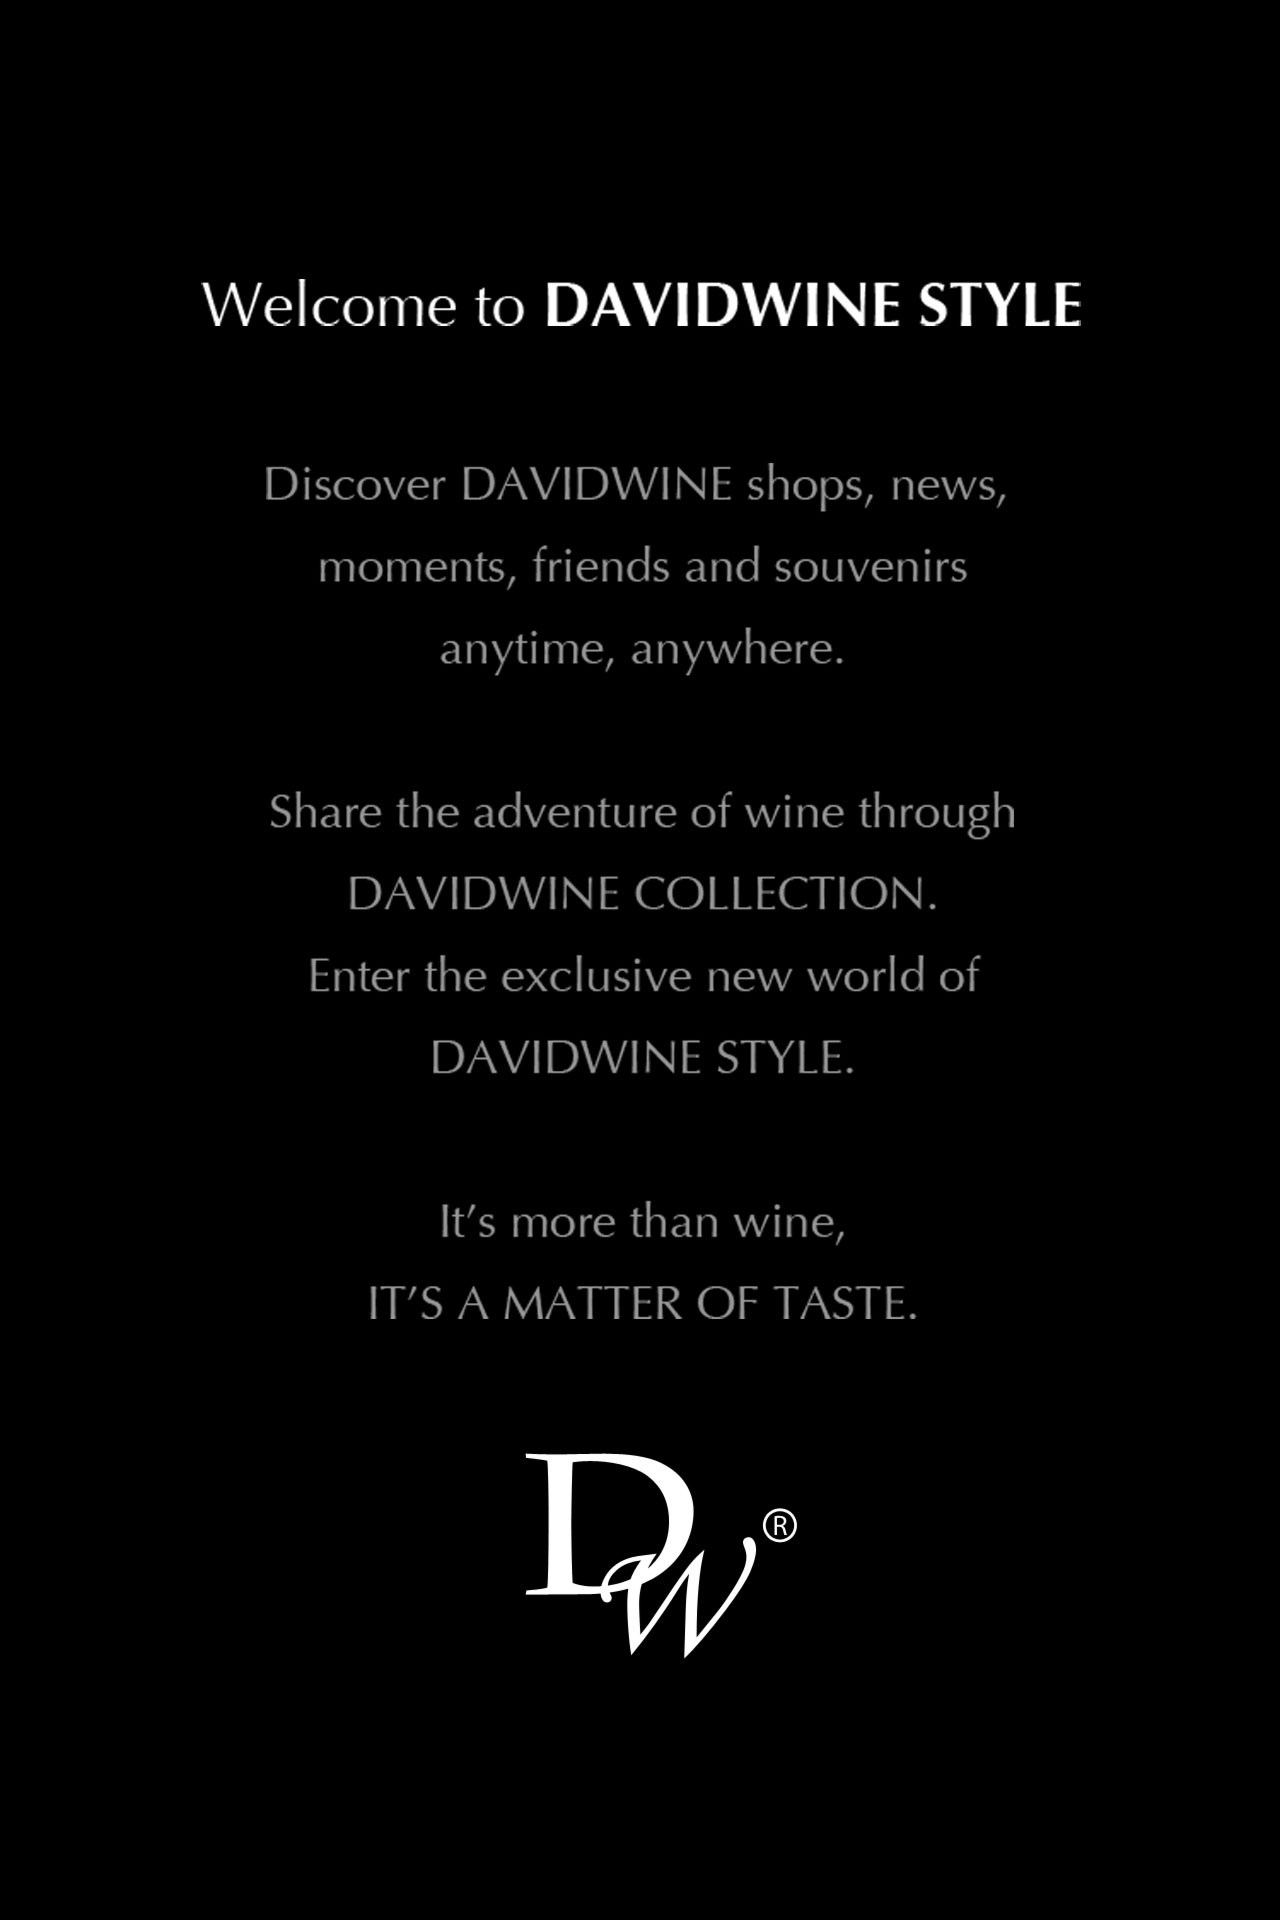 Welcome to DAVIDWINE STYLE
Discover DAVIDWINE shops, news,
moments, friends and souvenirs
anytime, anywhere.
Share the adventure of wine through
DAVIDWINE COLLECTION.
Enter the exclusive new world of
DAVIDWINE STYLE.
It’s more than wine,
IT’S A MATTER OF TASTE.
DW®